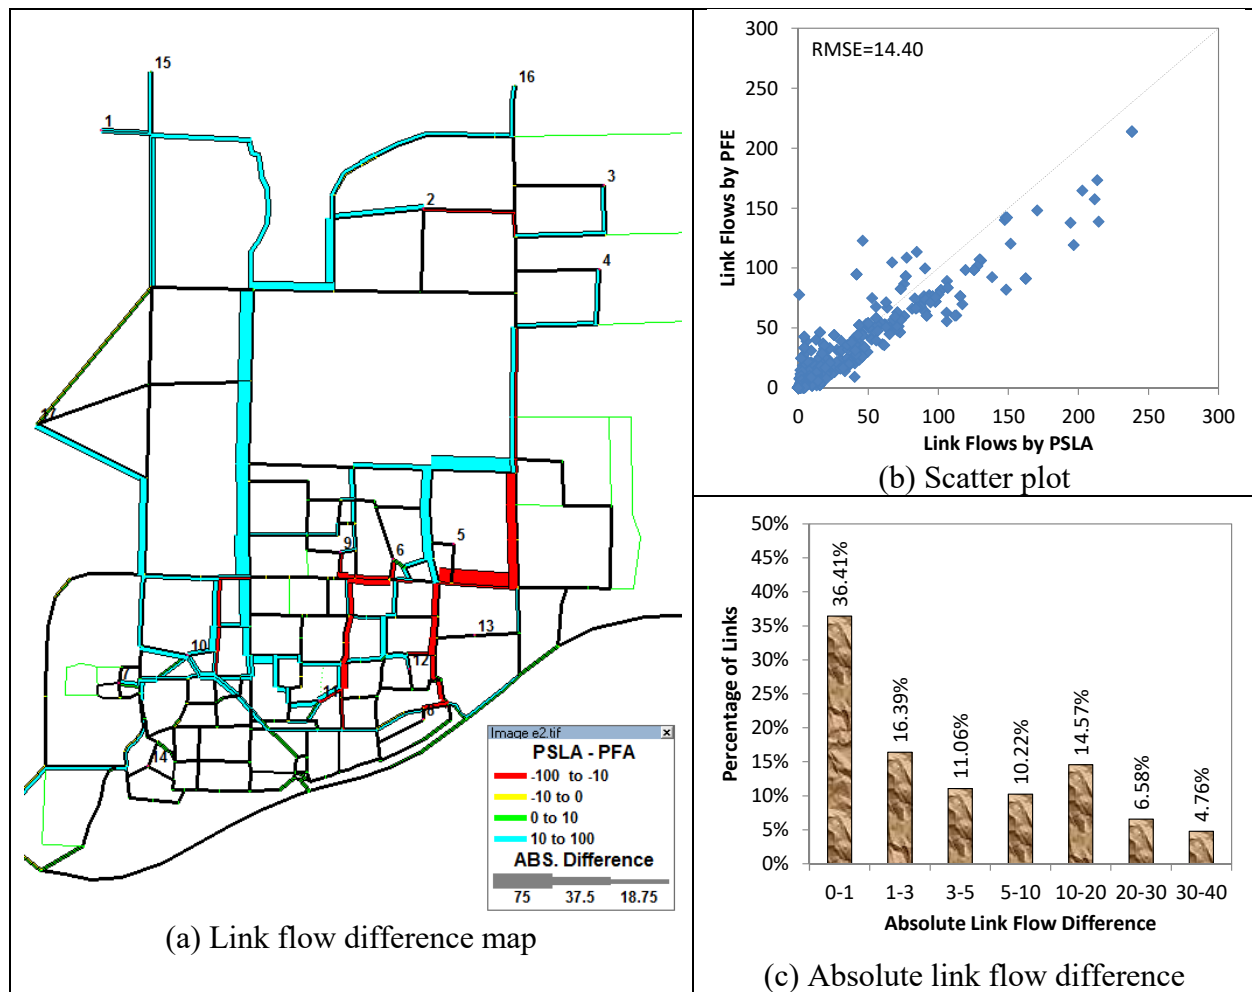 15
16
1
3
2
4
17
5
9
6
13
10
12
11
8
14
Image e2.tif x
PSLA - PFA
-100 to -10
-10 to 0
0 to 10
10 to 100
ABS. Difference
75 37.5 18.75
(a) Link flow difference map
RMSE=14.40
300
250
200
150
100
50
0
Link Flows by PFE
0 50 100 150 200 250 300
Link Flows by PSLA
(b) Scatter plot
50%
45%
40%
35%
30%
25%
20%
15%
10%
5%
0%
Percentage of Links
36.41%
16.39%
11.06%
10.22%
14.57%
6.58%
4.76%
0-1 1-3 3-5 5-10 10-20 20-30 30-40
Absolute Link Flow Difference
(c) Absolute link flow difference